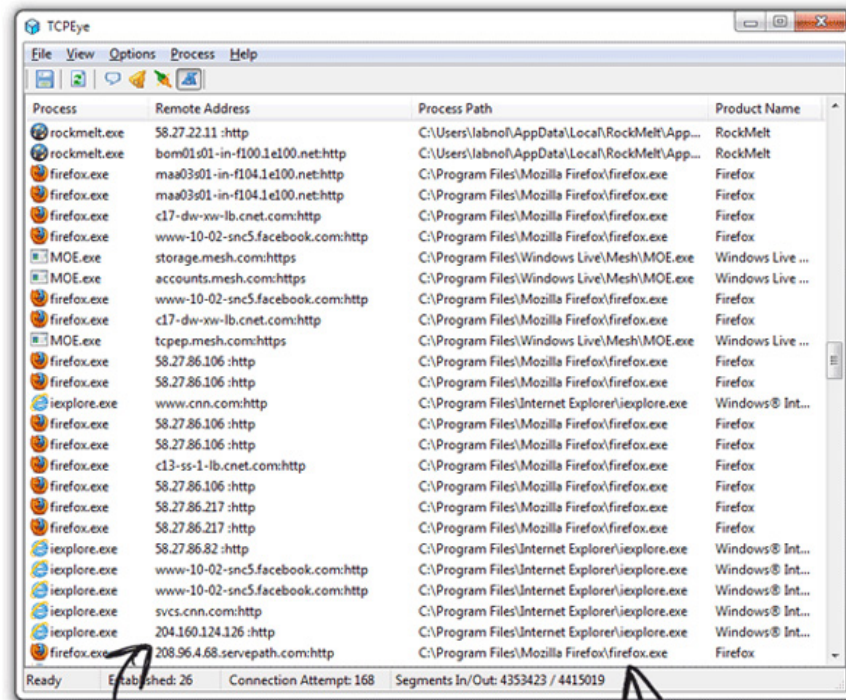 TCPEye
File View Options Process Help
Process Remote Address Process Path Product Name
rockmelt.exe 58.27.22.11 :http C:\Users\labnol\AppData\Local\RockMelt\App... RockMelt
rockmelt.exe bom01s01-in-f100.1e100.net:http C:\Users\labnol\AppData\Local\RockMelt\App... RockMelt
firefox.exe maa03s01-in-f104.1e100.net:http C:\Program Files\Mozilla Firefox\firefox.exe Firefox
firefox.exe maa03s01-in-f104.1e100.net:http C:\Program Files\Mozilla Firefox\firefox.exe Firefox
firefox.exe c17-dw-xw-lb.cnet.com:http C:\Program Files\Mozilla Firefox\firefox.exe Firefox
firefox.exe www-10-02-snc5.facebook.com:http C:\Program Files\Mozilla Firefox\firefox.exe Firefox
MOE.exe storage.mesh.com:https C:\Program Files\Windows Live\Mesh\MOE.exe Windows Live ...
MOE.exe accounts.mesh.com:https C:\Program Files\Windows Live\Mesh\MOE.exe Windows Live ...
firefox.exe www-10-02-snc5.facebook.com:http C:\Program Files\Mozilla Firefox\firefox.exe Firefox
firefox.exe c17-dw-xw-lb.cnet.com:http C:\Program Files\Mozilla Firefox\firefox.exe Firefox
MOE.exe tcpep.mesh.com:https C:\Program Files\Windows Live\Mesh\MOE.exe Windows Live ...
firefox.exe 58.27.86.106 :http C:\Program Files\Mozilla Firefox\firefox.exe Firefox
firefox.exe 58.27.86.106 :http C:\Program Files\Mozilla Firefox\firefox.exe Firefox
iexplore.exe www.cnn.com:http C:\Program Files\Internet Explorer\iexplore.exe Windows® Int...
firefox.exe 58.27.86.106 :http C:\Program Files\Mozilla Firefox\firefox.exe Firefox
firefox.exe 58.27.86.106 :http C:\Program Files\Mozilla Firefox\firefox.exe Firefox
firefox.exe c13-ss-1-lb.cnet.com:http C:\Program Files\Mozilla Firefox\firefox.exe Firefox
firefox.exe 58.27.86.106 :http C:\Program Files\Mozilla Firefox\firefox.exe Firefox
firefox.exe 58.27.86.217 :http C:\Program Files\Mozilla Firefox\firefox.exe Firefox
firefox.exe 58.27.86.217 :http C:\Program Files\Mozilla Firefox\firefox.exe Firefox
iexplore.exe 58.27.86.82 :http C:\Program Files\Internet Explorer\iexplore.exe Windows® Int...
iexplore.exe www-10-02-snc5.facebook.com:http C:\Program Files\Internet Explorer\iexplore.exe Windows® Int...
iexplore.exe www-10-02-snc5.facebook.com:http C:\Program Files\Internet Explorer\iexplore.exe Windows® Int...
iexplore.exe svcs.cnn.com:http C:\Program Files\Internet Explorer\iexplore.exe Windows® Int...
iexplore.exe 204.160.124.126 :http C:\Program Files\Internet Explorer\iexplore.exe Windows® Int...
firefox.exe 208.96.4.68.servepath.com:http C:\Program Files\Mozilla Firefox\firefox.exe Firefox
Ready Established: 26 Connection Attempt: 168 Segments In/Out: 4353423 / 4415019